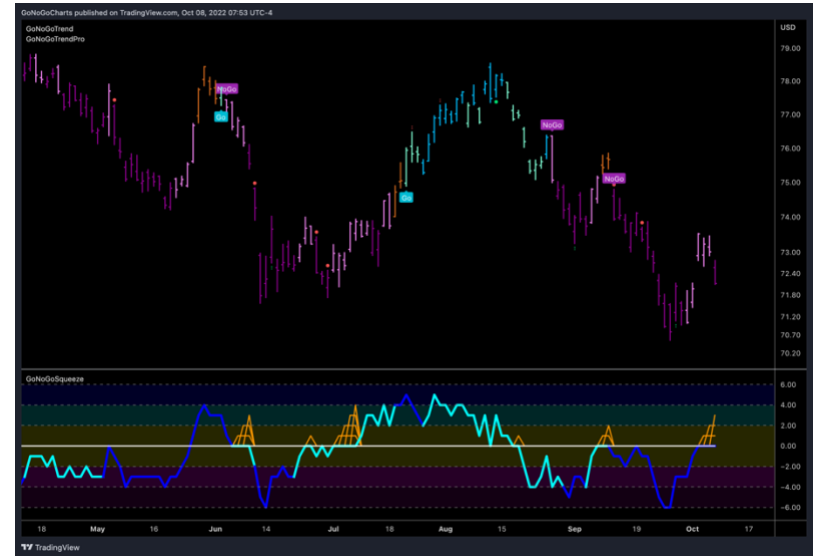 GoNoGoCharts published on TradingView.com, Oct 08, 2022 07:53 UTC-4
GoNoGoTrend
GoNoGoTrendPro
USD
79.00
78.00
NoGo
77.00
Go
NoGo
76.00
75.00
NoGo
Go
74.00
73.00
72.40
71.80
71.20
70.70
70.20
GoNoGoSqueeze
6.00
4.00
2.00
0.00
−2.00
−4.00
−6.00
18 May 16 Jun 14 Jul 18 Aug 15 Sep 19 Oct 17
TradingView